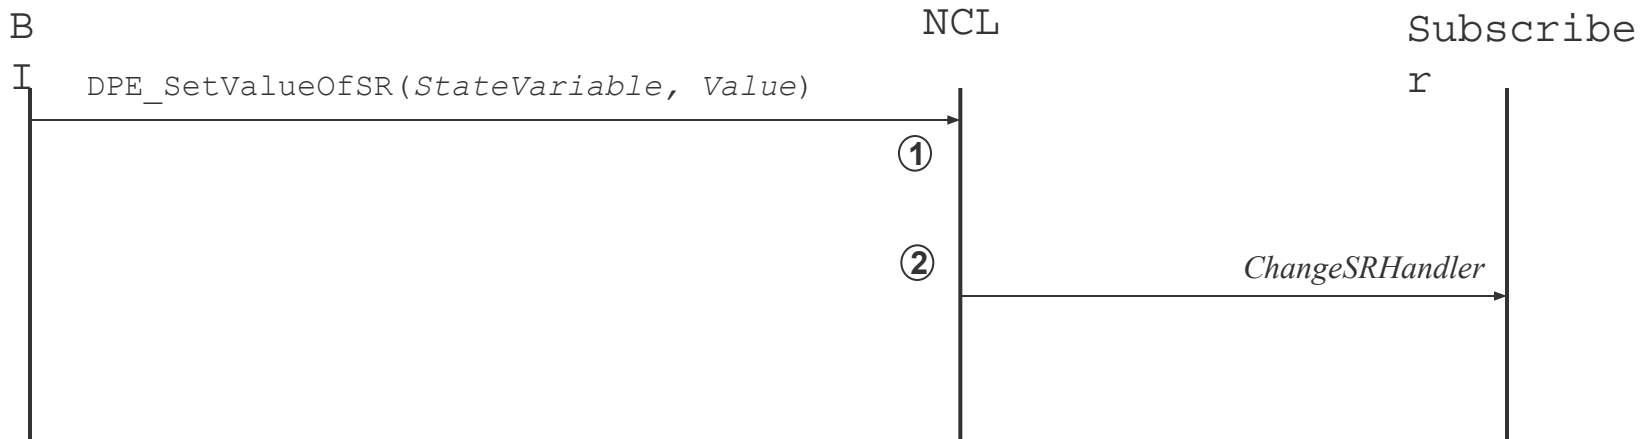 B
I
NCL
Subscribe
r
DPE_SetValueOfSR(StateVariable, Value)
①
②
ChangeSRHandler